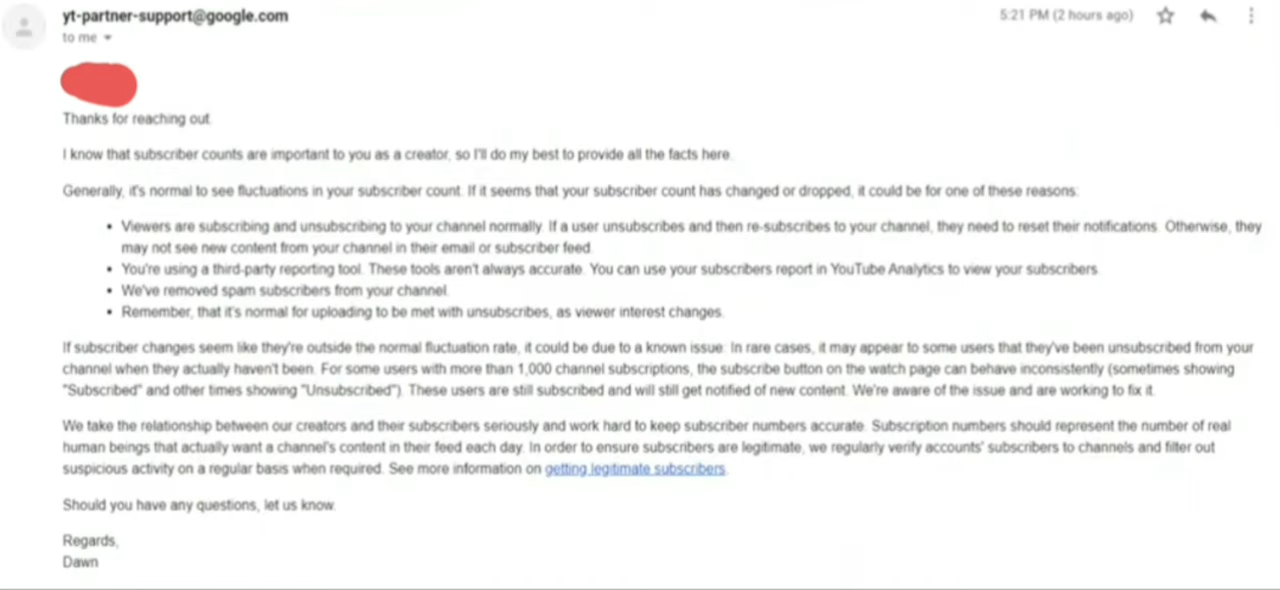 yt-partner-support@google.com
5:21 PM (2 hours ago)
to me
Thanks for reaching out.
I know that subscriber counts are important to you as a creator, so I'll do my best to provide all the facts here.
Generally, it's normal to see fluctuations in your subscriber count. If it seems that your subscriber count has changed or dropped, it could be for one of these reasons:
• Viewers are subscribing and unsubscribing to your channel normally. If a user unsubscribes and then re-subscribes to your channel, they need to reset their notifications. Otherwise, they
may not see new content from your channel in their email or subscriber feed.
• You're using a third-party reporting tool. These tools aren't always accurate. You can use your subscribers report in YouTube Analytics to view your subscribers.
• We've removed spam subscribers from your channel.
• Remember, that it's normal for uploading to be met with unsubscribes, as viewer interest changes.
If subscriber changes seem like they're outside the normal fluctuation rate, it could be due to a known issue: In rare cases, it may appear to some users that they've been unsubscribed from your
channel when they actually haven't been. For some users with more than 1,000 channel subscriptions, the subscribe button on the watch page can behave inconsistently (sometimes showing
"Subscribed" and other times showing "Unsubscribed"). These users are still subscribed and will still get notified of new content. We're aware of the issue and are working to fix it.
We take the relationship between our creators and their subscribers seriously and work hard to keep subscriber numbers accurate. Subscription numbers should represent the number of real
human beings that actually want a channel's content in their feed each day. In order to ensure subscribers are legitimate, we regularly verify accounts' subscribers to channels and filter out
suspicious activity on a regular basis when required. See more information on getting legitimate subscribers.
Should you have any questions, let us know.
Regards,
Dawn